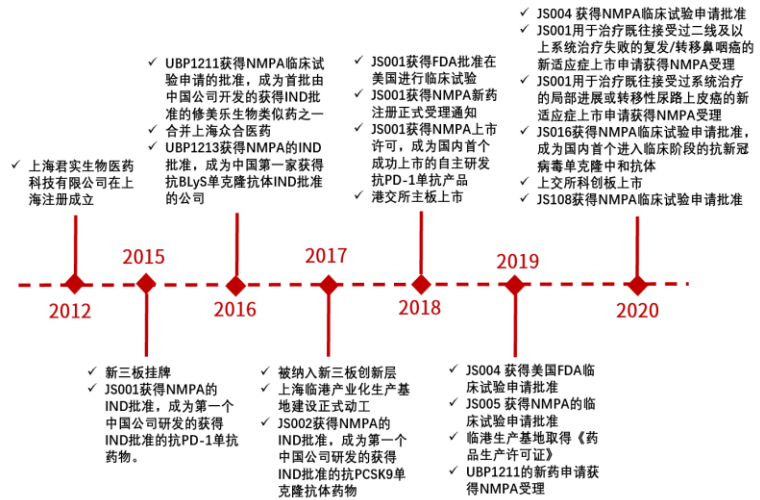 ✓ 上海君实生物医药
科技有限公司在上
海注册成立
2012
2015
✓ 新三板挂牌
✓ JS001获得NMPA的
IND批准，成为第一个
中国公司研发的获得
IND批准的抗PD-1单抗
药物。
✓ UBP1211获得NMPA临床试
验申请的批准，成为首批由
中国公司开发的获得IND批
准的修美乐生物类似药之一
✓ 合并上海众合医药
✓ UBP1213获得NMPA的IND
批准，成为中国第一家获得
抗BLyS单克隆抗体IND批准
的公司
2016
2017
✓ 被纳入新三板创新层
✓ 上海临港产业化生产基
地建设正式动工
✓ JS002获得NMPA的
IND批准，成为第一个
中国公司研发的获得
IND批准的抗PCSK9单
克隆抗体药物
✓ JS001获得FDA批准在
美国进行临床试验
✓ JS001获得NMPA新药
注册正式受理通知
✓ JS001获得NMPA上市
许可，成为国内首个
成功上市的自主研发
抗PD-1单抗产品
✓ 港交所主板上市
2018
2019
✓ JS004 获得美国FDA临
床试验申请批准
✓ JS005 获得NMPA的临
床试验申请批准
✓ 临港生产基地取得《药
品生产许可证》
✓ UBP1211的新药申请获
得NMPA受理
✓ JS004 获得NMPA临床试验申请批准
✓ JS001用于治疗既往接受过二线及以
上系统治疗失败的复发/转移鼻咽癌的
新适应症上市申请获得NMPA受理
✓ JS001用于治疗既往接受过系统治疗
的局部进展或转移性尿路上皮癌的新
适应症上市申请获得NMPA受理
✓ JS016获得NMPA临床试验申请批准，
成为国内首个进入临床阶段的抗新冠
病毒单克隆中和抗体
✓ 上交所科创板上市
✓ JS108获得NMPA临床试验申请批准
2020